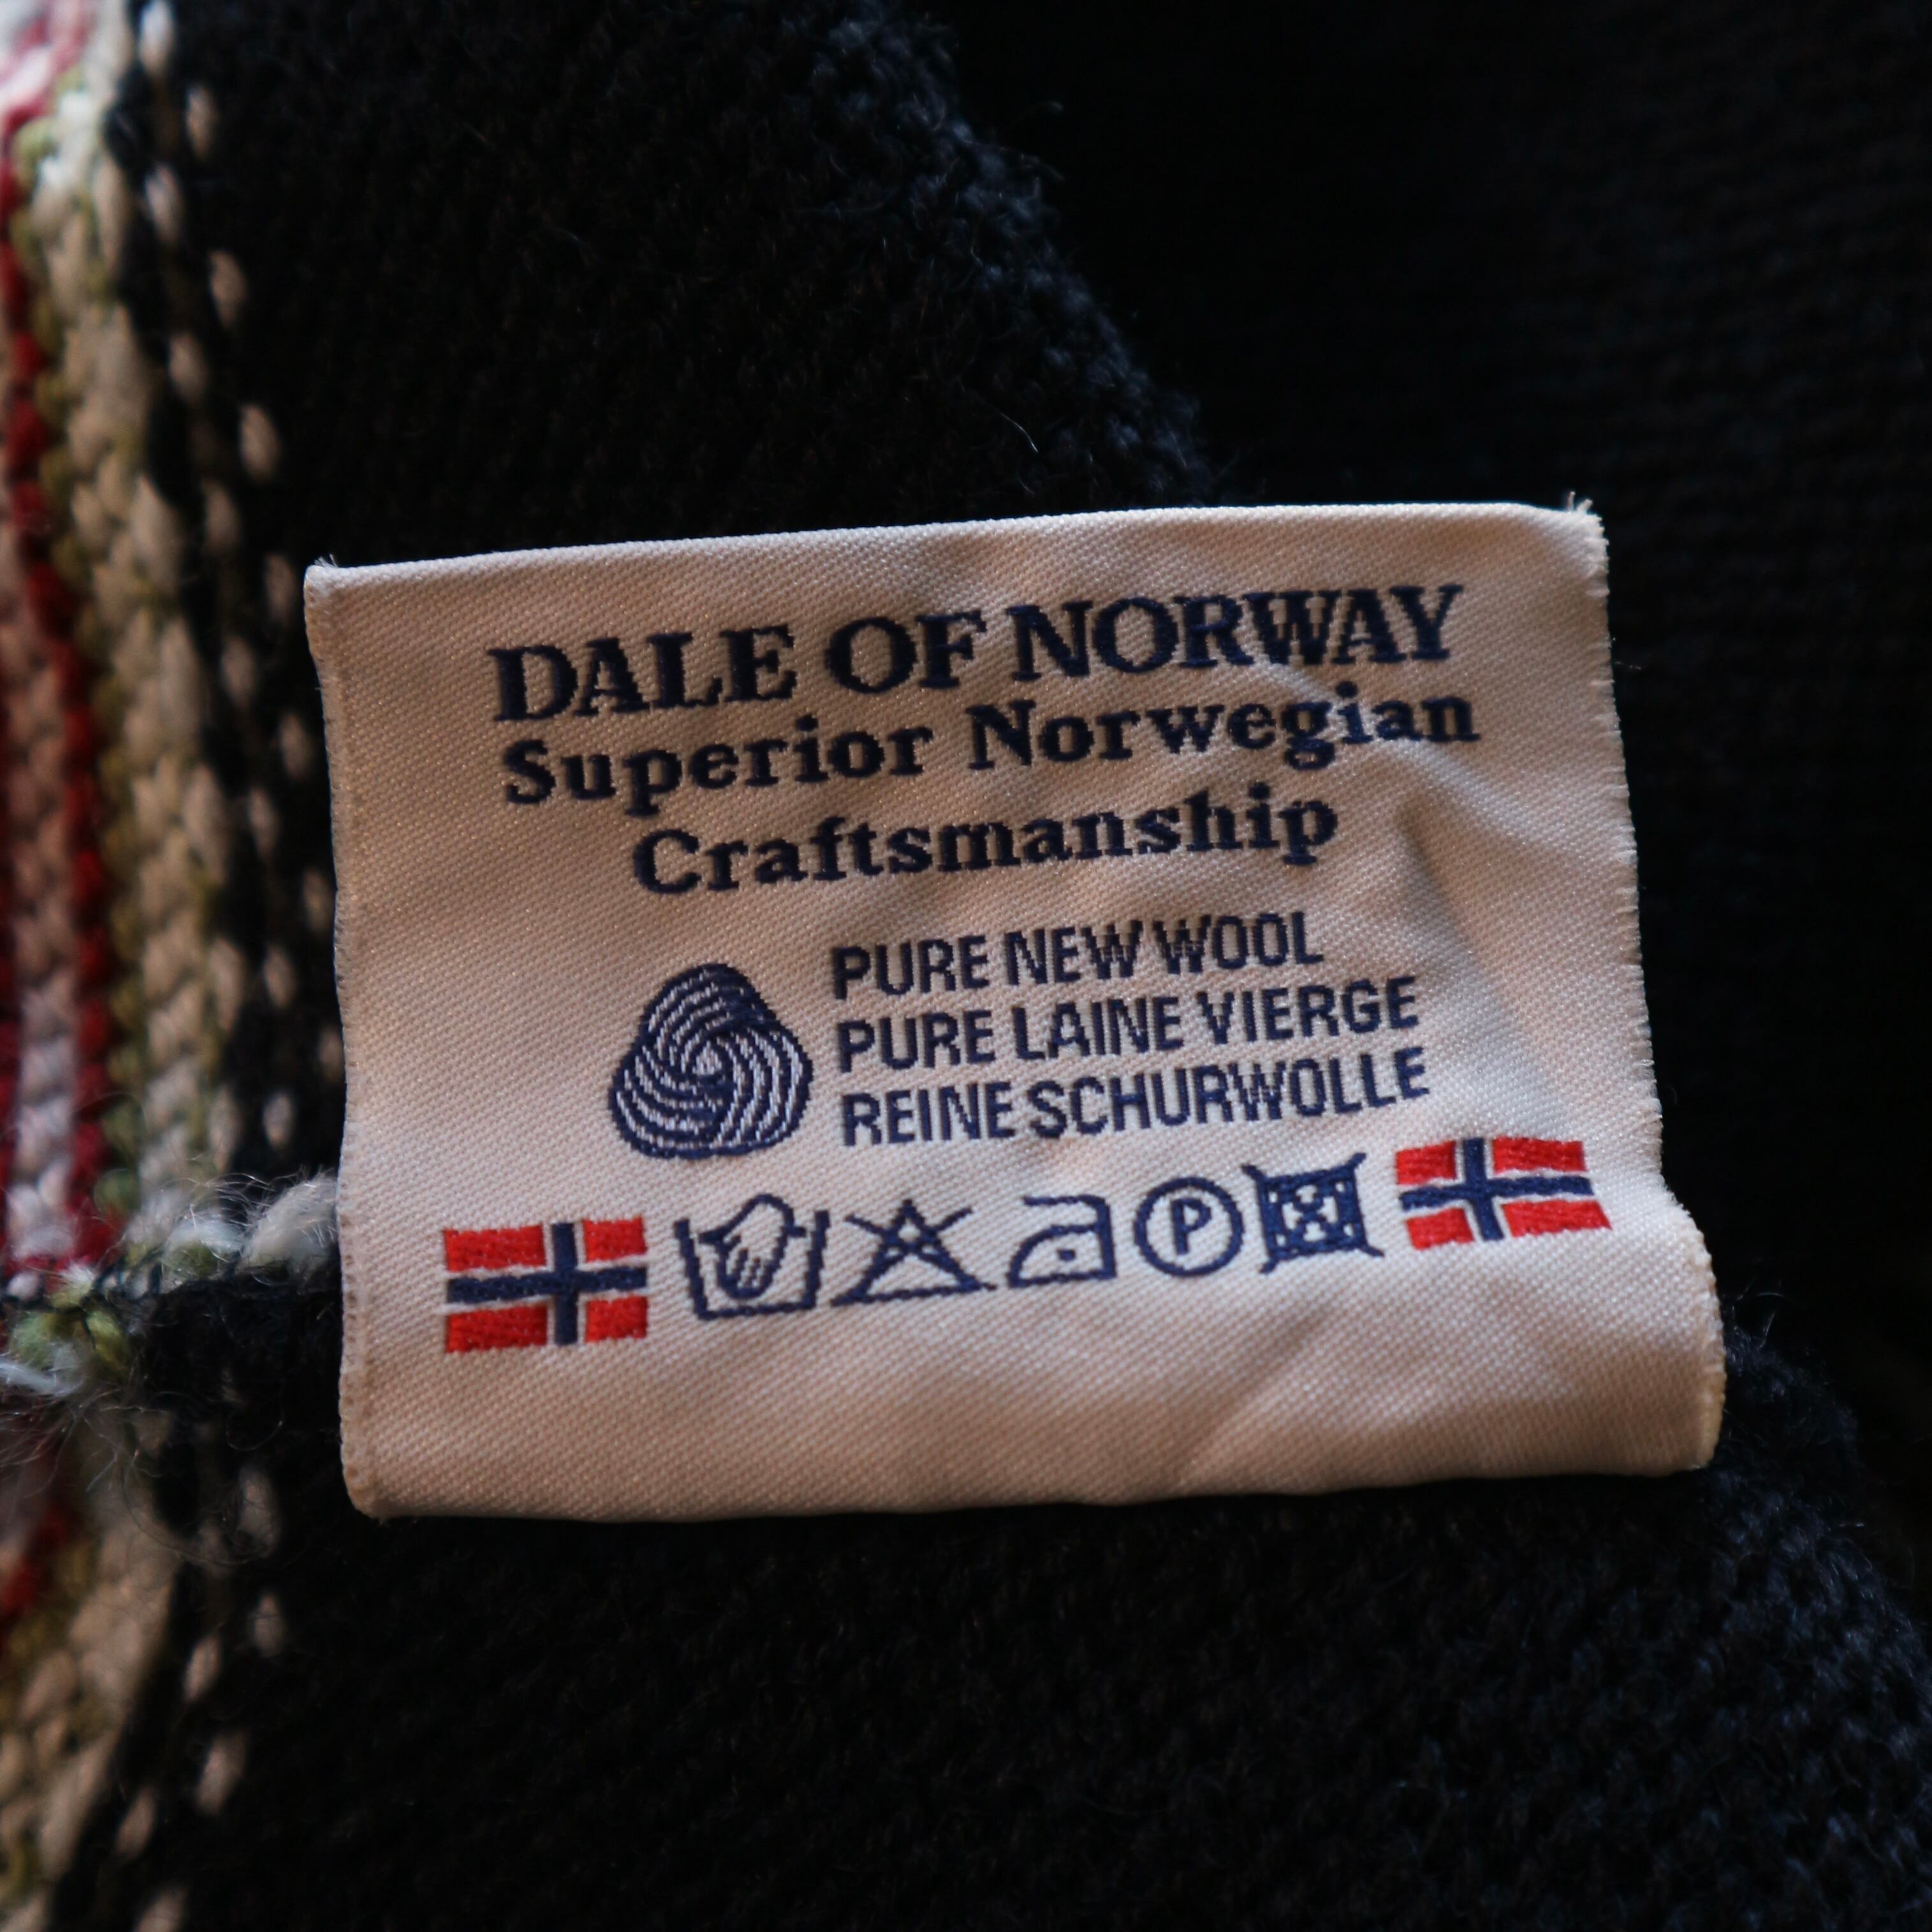 DALE OF NORWAY
Superior Norwegian
Craftsmanship
PURE NEW WOOL
PURE LAINE VIERGE
REINE SCHURWOLLE
P